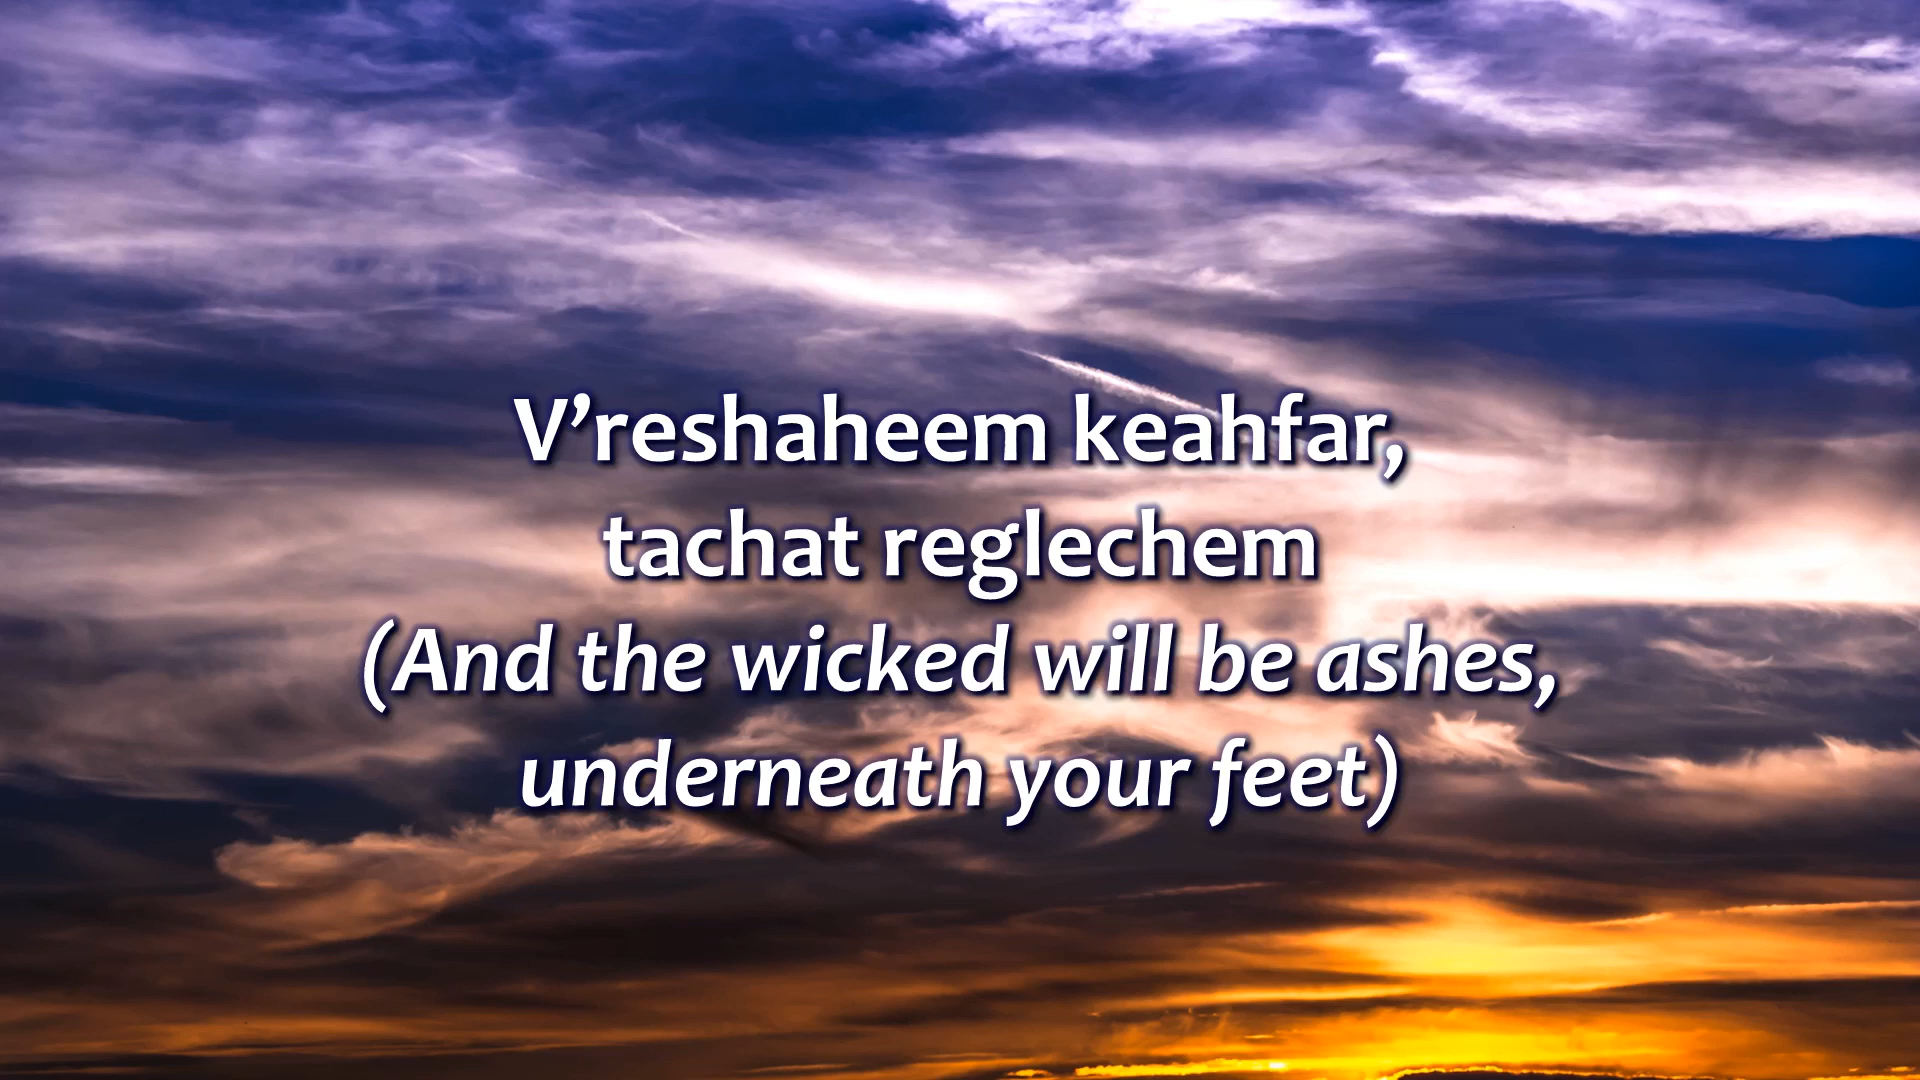 V’reshaheem keahfar,
tachat reglechem
(And the wicked will be ashes,
underneath your feet)